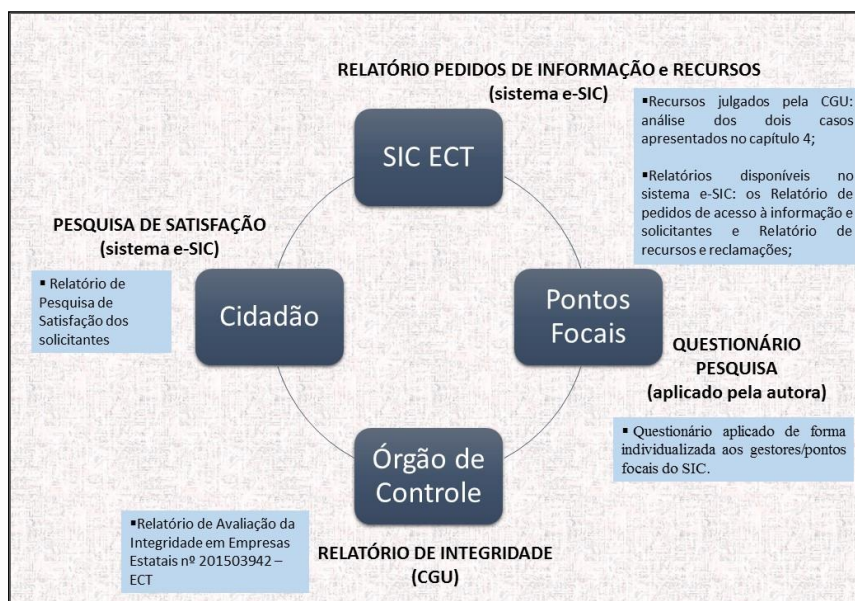 RELATÓRIO PEDIDOS DE INFORMAÇÃO e RECURSOS
(sistema e-SIC)
SIC ECT
▪Recursos julgados pela CGU:
análise dos dois casos
apresentados no capítulo 4;
▪Relatórios disponíveis no
sistema e-SIC: os Relatório de
pedidos de acesso à informação e
solicitantes e Relatório de
recursos e reclamações;
PESQUISA DE SATISFAÇÃO
(sistema e-SIC)
▪ Relatório de
Pesquisa de
Satisfação dos
solicitantes
Cidadão
Pontos
Focais
QUESTIONÁRIO
PESQUISA
(aplicado pela autora)
▪ Questionário aplicado de forma
individualizada aos gestores/pontos
focais do SIC.
Órgão de
Controle
▪Relatório de Avaliação da
Integridade em Empresas
Estatais nº 201503942 –
ECT
RELATÓRIO DE INTEGRIDADE
(CGU)